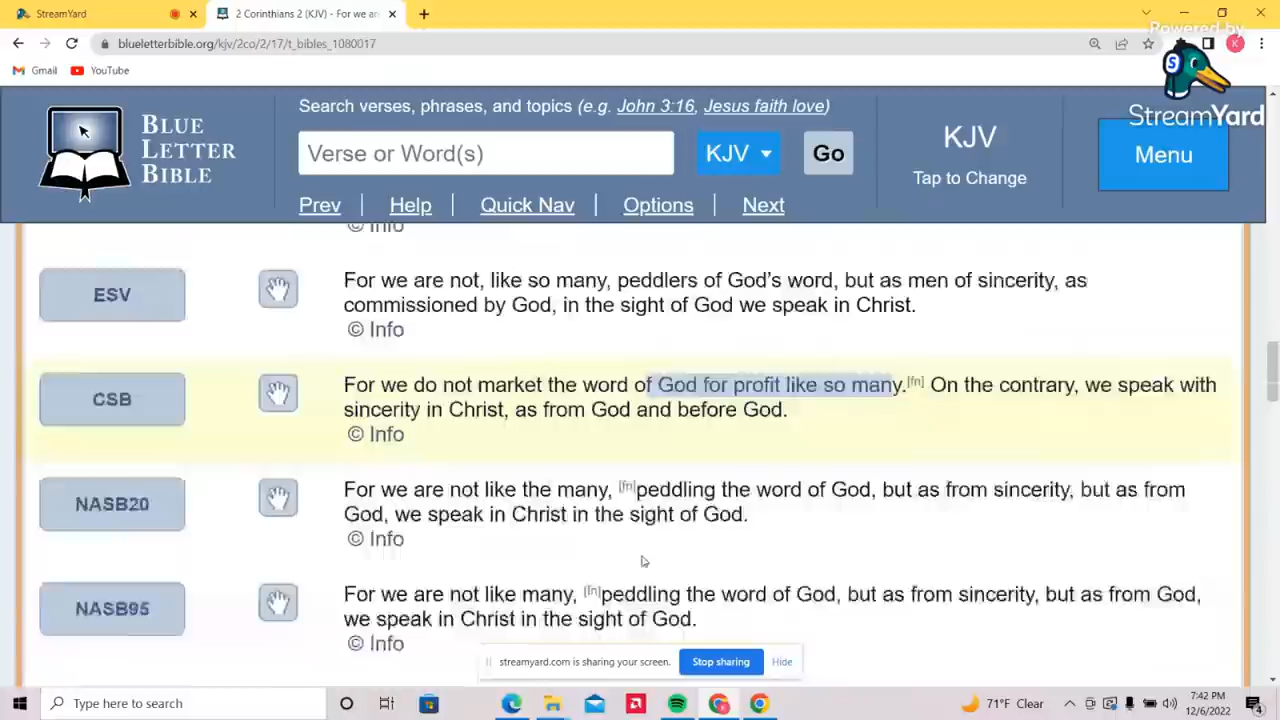 StreamYard
2 Corinthians 2 (KJV) - For we ar
Powered by
blueletterbible.org/kjv/2co/2/17/t_bibles_1080017
K
Gmail
YouTube
StreamYard
BLUE
LETTER
BIBLE
Search verses, phrases, and topics (e.g. John 3:16, Jesus faith love)
Verse or Word(s)
KJV
Go
KJV
Tap to Change
Menu
Prev | Help | Quick Nav | Options | Next
© Info
ESV
For we are not, like so many, peddlers of God's word, but as men of sincerity, as
commissioned by God, in the sight of God we speak in Christ.
© Info
CSB
For we do not market the word of God for profit like so many.[fn] On the contrary, we speak with
sincerity in Christ, as from God and before God.
© Info
NASB20
For we are not like the many, [fn]peddling the word of God, but as from sincerity, but as from
God, we speak in Christ in the sight of God.
© Info
NASB95
For we are not like many, [fn]peddling the word of God, but as from sincerity, but as from God,
we speak in Christ in the sight of God.
© Info
streamyard.com is sharing your screen.
Stop sharing
Hide
Type here to search
71°F Clear
7:42 PM
12/6/2022
4